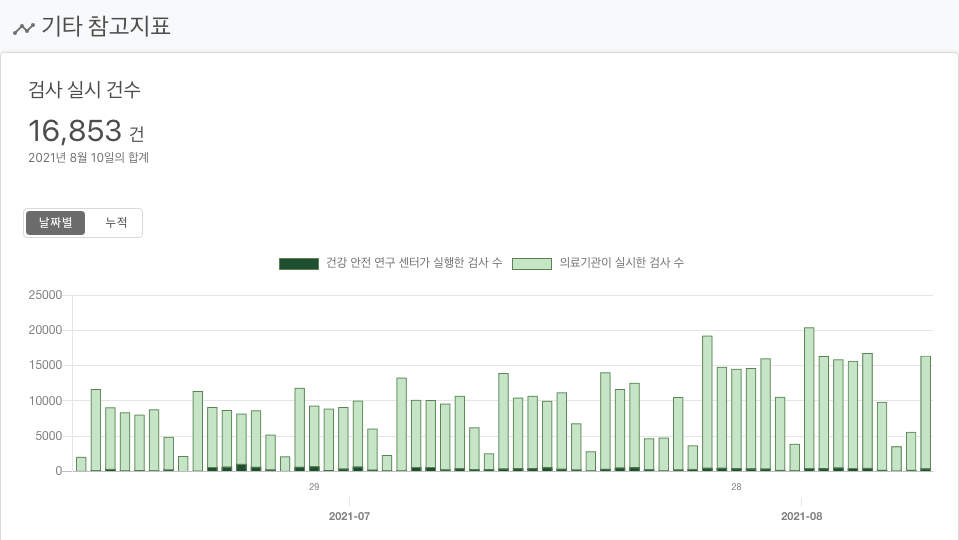 기타 참고지표
검사 실시 건수
16,853 건
2021년 8월 10일의 합계
날짜별 누적
건강 안전 연구 센터가 실행한 검사 수 의료기관이 실시한 검사 수
25000
20000
15000
10000
5000
0
29 28
2021-07 2021-08